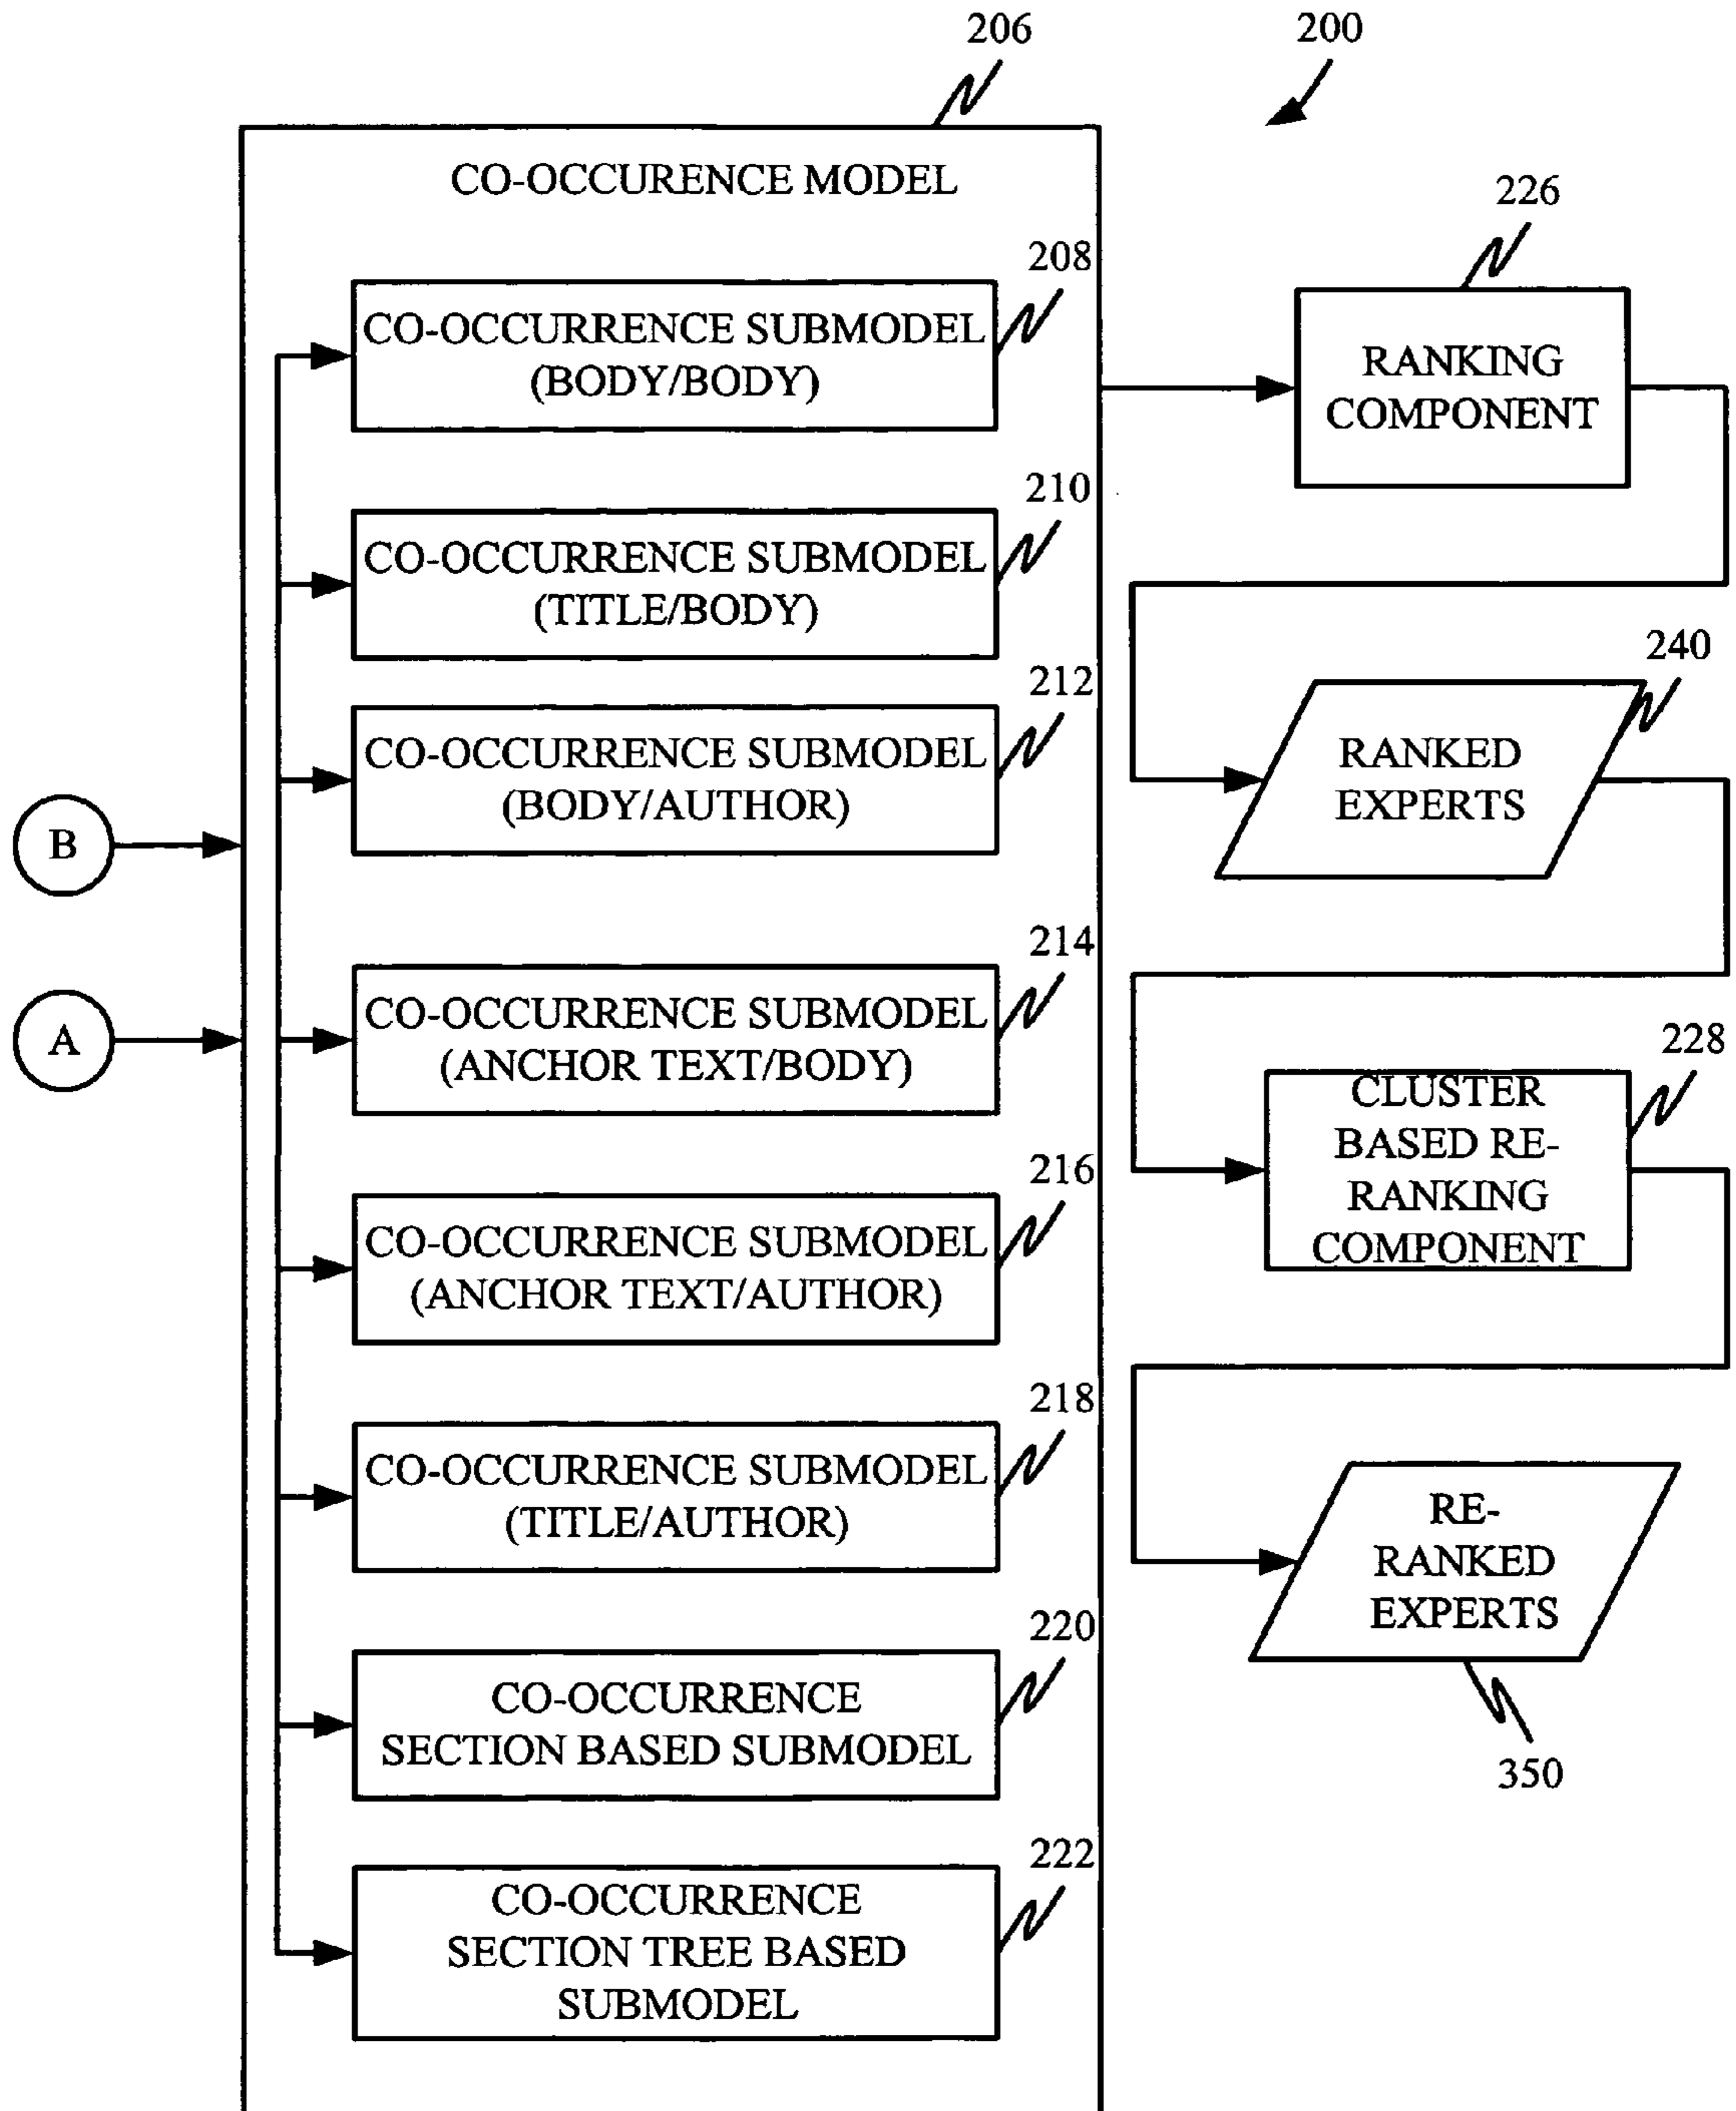 206
200
CO-OCCURENCE MODEL
226
208
CO-OCCURRENCE SUBMODEL
(BODY/BODY)
RANKING
COMPONENT
210
CO-OCCURRENCE SUBMODEL
(TITLE/BODY)
240
212
CO-OCCURRENCE SUBMODEL
(BODY/AUTHOR)
RANKED
EXPERTS
B
214
CO-OCCURRENCE SUBMODEL
(ANCHOR TEXT/BODY)
A
228
CLUSTER
BASED RE-
RANKING
COMPONENT
216
CO-OCCURRENCE SUBMODEL
(ANCHOR TEXT/AUTHOR)
218
CO-OCCURRENCE SUBMODEL
(TITLE/AUTHOR)
RE-
RANKED
EXPERTS
350
220
CO-OCCURRENCE
SECTION BASED SUBMODEL
222
CO-OCCURRENCE
SECTION TREE BASED
SUBMODEL